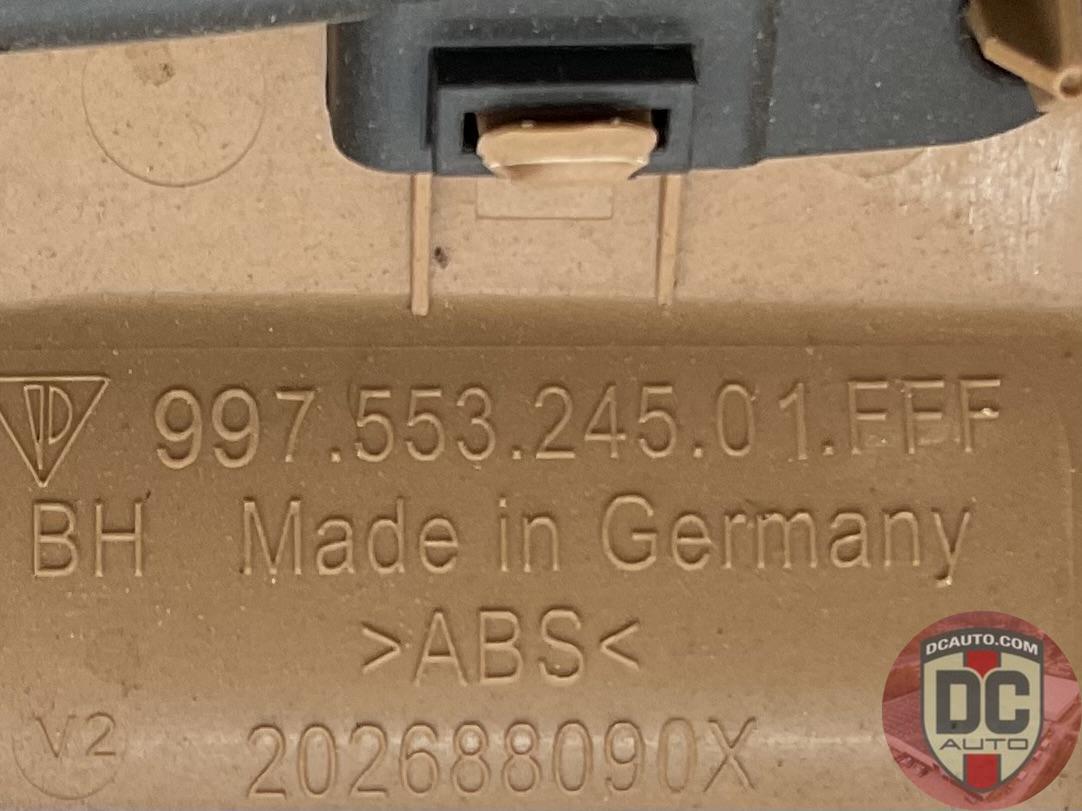 997.553.245.01.FFF
BH Made in Germany
>ABS<
V2 202688090X
DCAUTO.COM
DC
AUTO